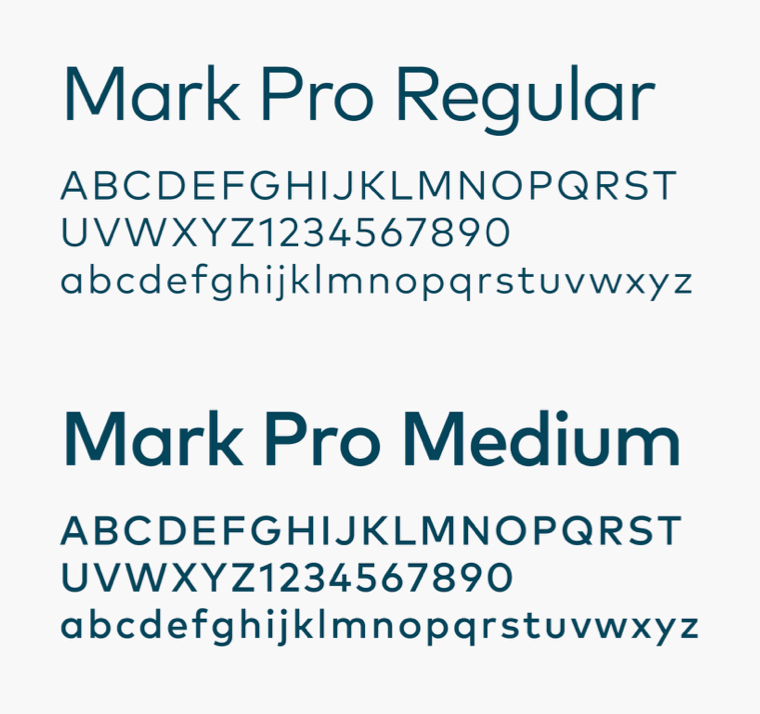 Mark Pro Regular
ABCDEFGHIJKLMNOPQRST
UVWXYZ1234567890
abcdefghijklmnopqrstuvwxyz
Mark Pro Medium
ABCDEFGHIJKLMNOPQRST
UVWXYZ1234567890
abcdefghijklmnopqrstuvwxyz